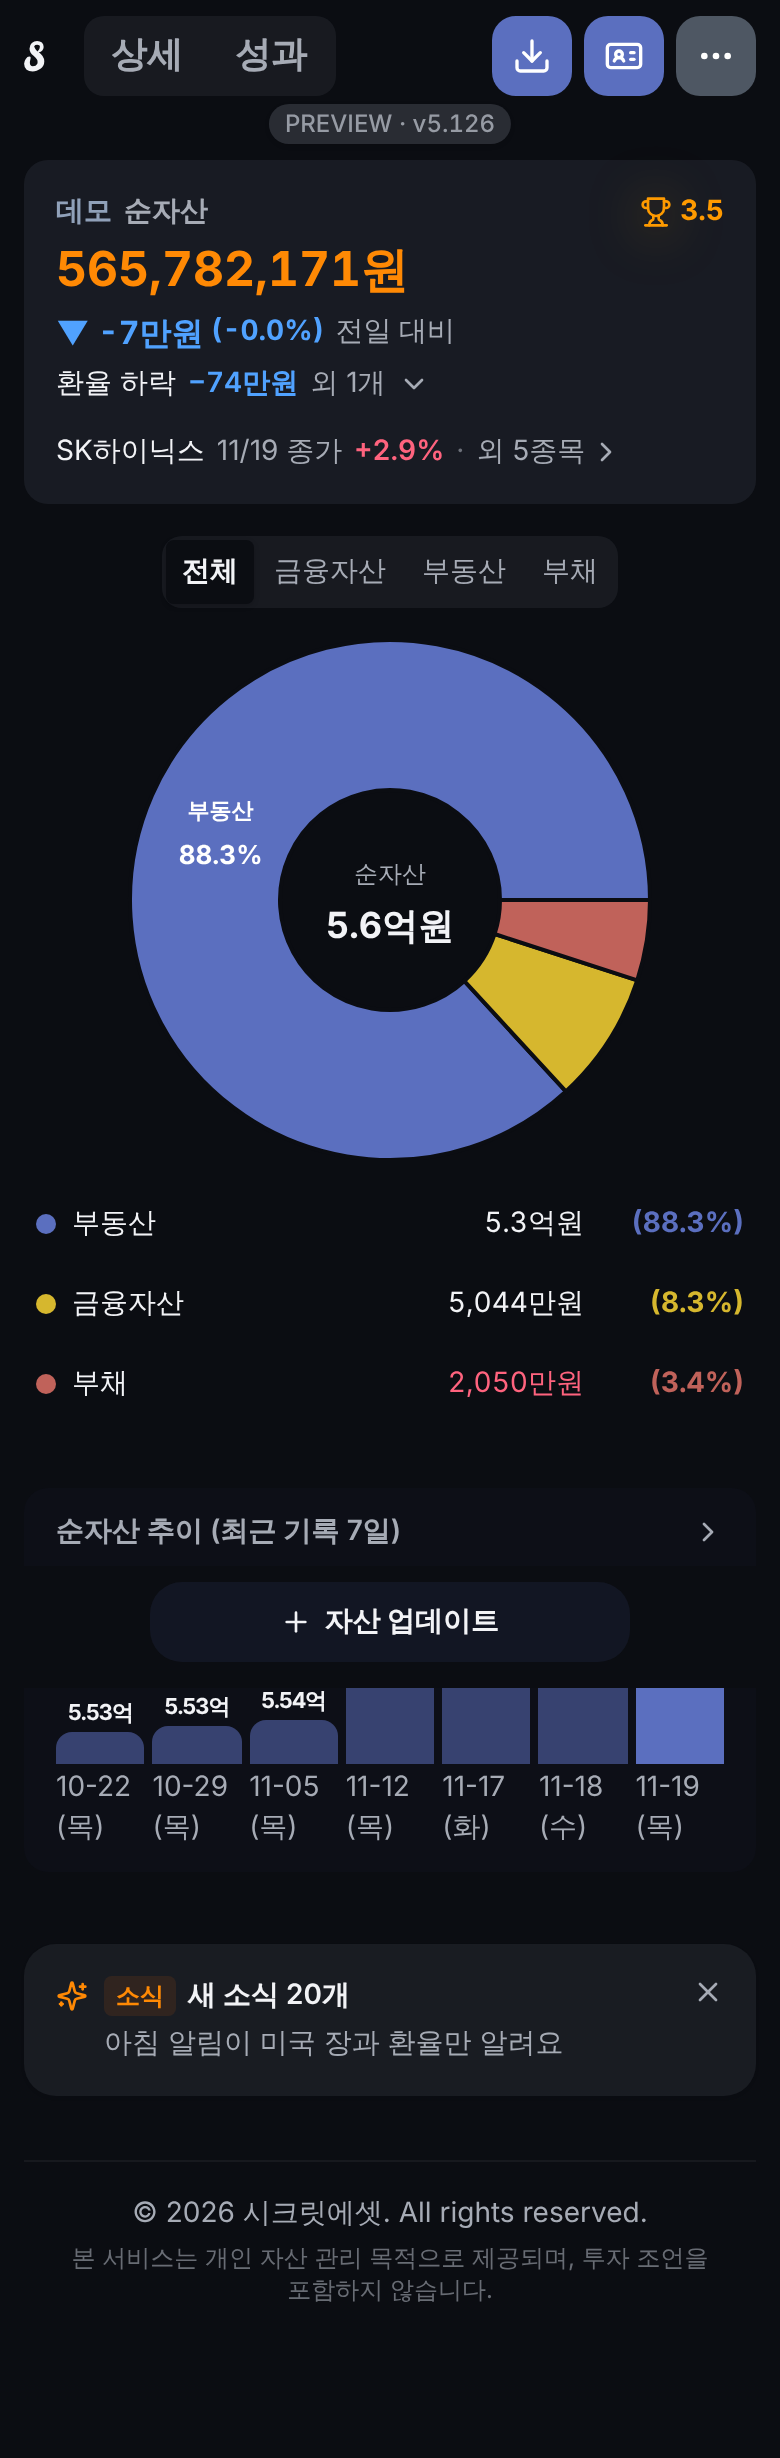 S 상세 성과
PREVIEW · v5.126
데모 순자산 3.5
565,782,171원
▼ -7만원 (-0.0%) 전일 대비
환율 하락 -74만원 외 1개
SK하이닉스 11/19 종가 +2.9% · 외 5종목
전체 금융자산 부동산 부채
부동산
88.3%
순자산
5.6억원
부동산 5.3억원 (88.3%)
금융자산 5,044만원 (8.3%)
부채 2,050만원 (3.4%)
순자산 추이 (최근 기록 7일)
+ 자산 업데이트
5.53억 5.53억 5.54억
10-22 10-29 11-05 11-12 11-17 11-18 11-19
(목) (목) (목) (목) (화) (수) (목)
소식 새 소식 20개
아침 알림이 미국 장과 환율만 알려요
© 2026 시크릿에셋. All rights reserved.
본 서비스는 개인 자산 관리 목적으로 제공되며, 투자 조언을
포함하지 않습니다.